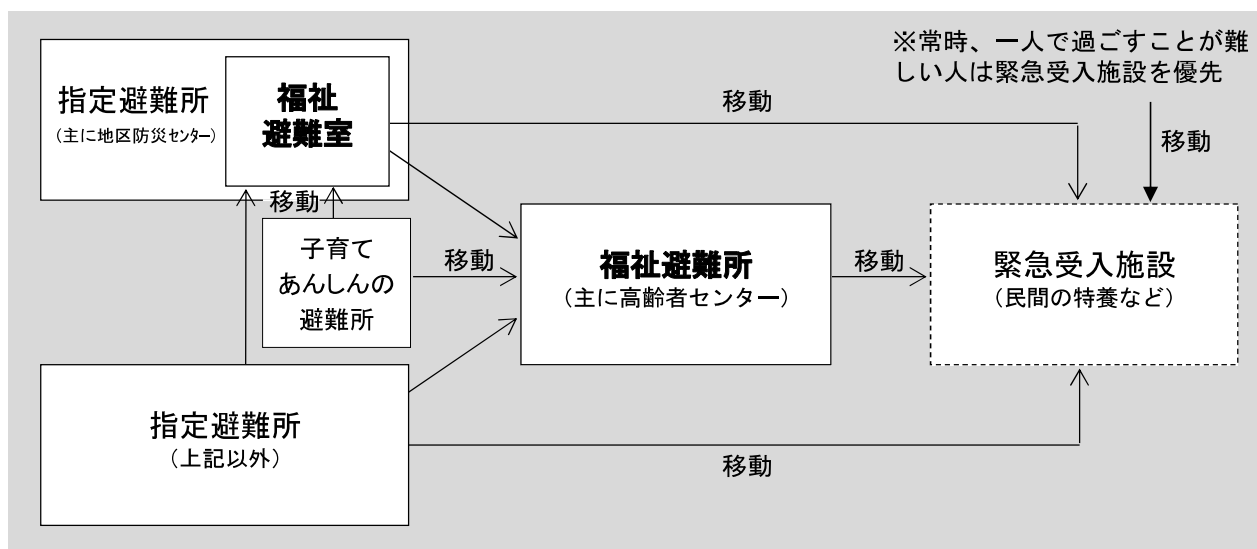 ※常時、一人で過ごすことが難
しい人は緊急受入施設を優先
指定避難所
（主に地区防災ｾﾝﾀｰ）
福祉
避難室
移動
移動
移動
子育て
あんしんの
避難所
移動
福祉避難所
（主に高齢者センター）
移動
緊急受入施設
（民間の特養など）
指定避難所
（上記以外）
移動